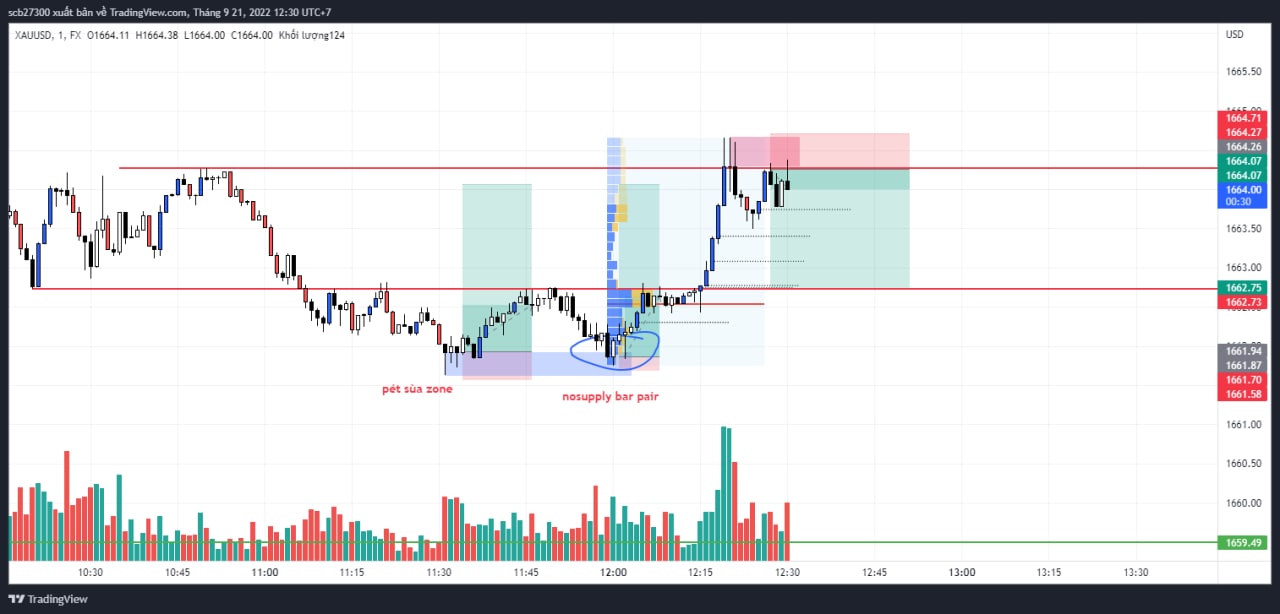 scb27300 xuất bản về TradingView.com, Tháng 9 21, 2022 12:30 UTC+7
XAUUSD, 1, FX O1664.11 H1664.38 L1664.00 C1664.00 Khối lượng124
USD
1665.50
1664.71
1664.27
1664.26
1664.07
1664.07
1664.00
00:30
1663.50
1663.00
1662.75
1662.73
1661.94
1661.87
1661.70
1661.58
1661.00
1660.50
1660.00
1659.49
pét sùa zone
nosupply bar pair
10:30 10:45 11:00 11:15 11:30 11:45 12:00 12:15 12:30 12:45 13:00 13:15 13:30
TradingView